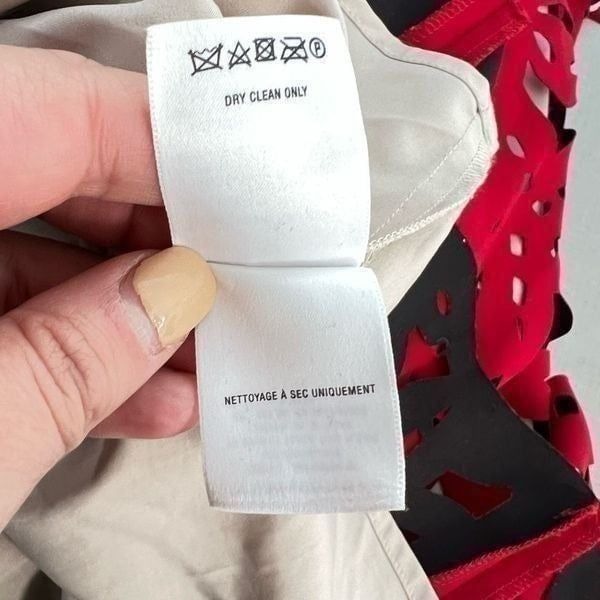 P
DRY CLEAN ONLY
NETTOYAGE À SEC UNIQUEMENT